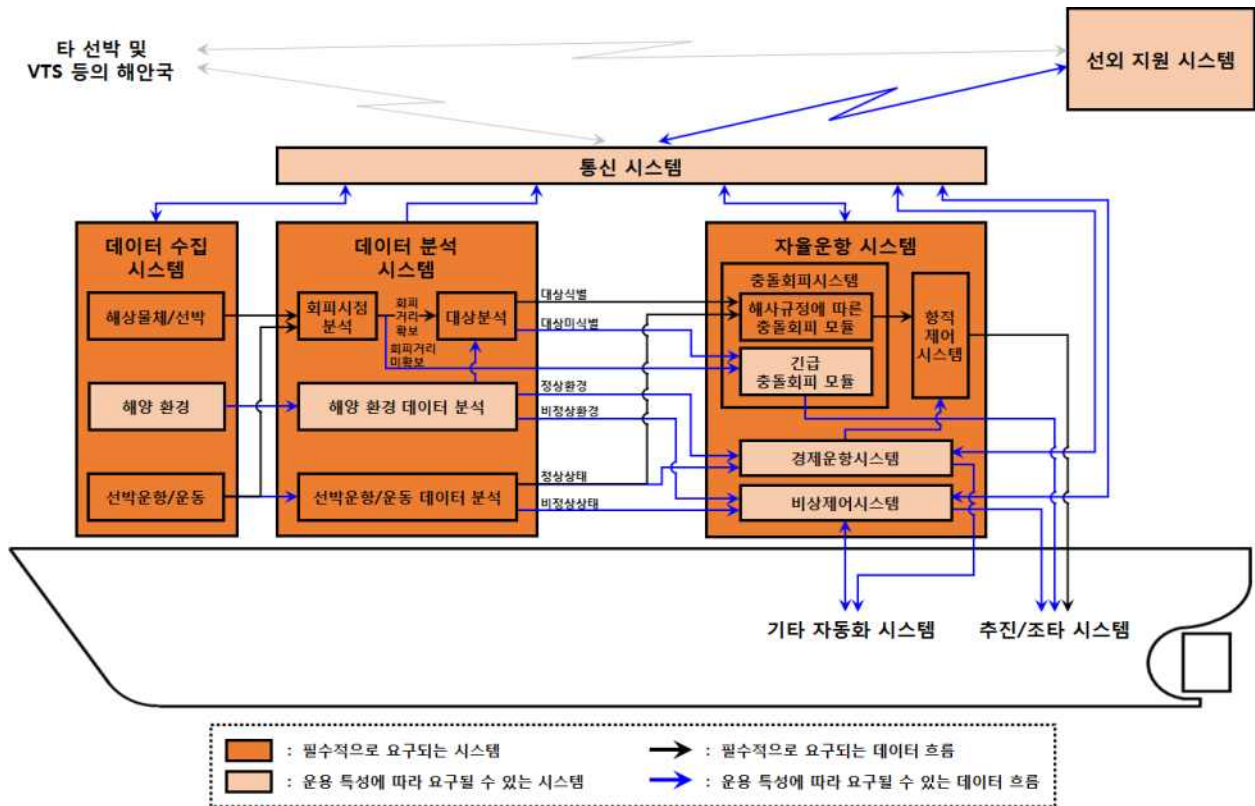 타 선박 및
VTS 등의 해안국
선외 지원 시스템
통신 시스템
데이터 수집
시스템
해상물체/선박
해양 환경
선박운항/운동
데이터 분석
시스템
회피시점
분석
회피
거리
확보
회피거리
미확보
대상분석
해양 환경 데이터 분석
선박운항/운동 데이터 분석
대상식별
대상미식별
정상환경
비정상환경
정상상태
비정상상태
자율운항 시스템
충돌회피시스템
해사규정에 따른
충돌회피 모듈
긴급
충돌회피 모듈
항적
제어
시스템
경제운항시스템
비상제어시스템
기타 자동화 시스템
추진/조타 시스템
: 필수적으로 요구되는 시스템
: 필수적으로 요구되는 데이터 흐름
: 운용 특성에 따라 요구될 수 있는 시스템
: 운용 특성에 따라 요구될 수 있는 데이터 흐름